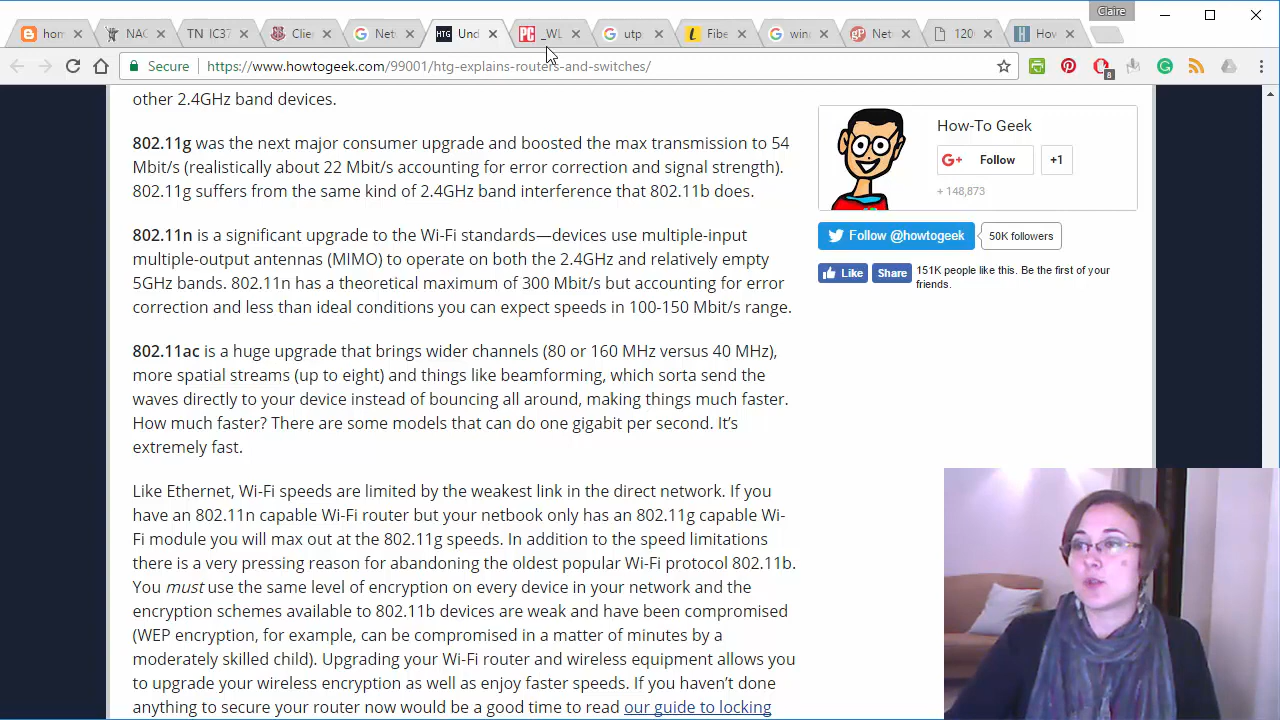 Claire
hom
NAC
TN IC37
Clie
Net
HTG Und
PC _WL
utp
Fibe
win
gP Net
120
H How
Secure https://www.howtogeek.com/99001/htg-explains-routers-and-switches/
8
other 2.4GHz band devices.
802.11g was the next major consumer upgrade and boosted the max transmission to 54
Mbit/s (realistially about 22 Mbit/s accounting for error correction and signal strength).
802.11g suffers from the same kind of 2.4GHz band interference that 802.11b does.
802.11n is a significant upgrade to the Wi-Fi standards—devices use multiple-input
multiple-output antennas (MIMO) to operate on both the 2.4GHz and relatively empty
5GHz bands. 802.11n has a theoretical maximum of 300 Mbit/s but accounting for error
correction and less than ideal conditions you can expect speeds in 100-150 Mbit/s range.
802.11ac is a huge upgrade that brings wider channels (80 or 160 MHz versus 40 MHz),
more spatial streams (up to eight) and things like beamforming, which sorta send the
waves directly to your device instead of bouncing all around, making things much faster.
How much faster? There are some models that can do one gigabit per second. It's
extremely fast.
Like Ethernet, Wi-Fi speeds are limited by the weakest link in the direct network. If you
have an 802.11n capable Wi-Fi router but your netbook only has an 802.11g capable Wi-
Fi module you will max out at the 802.11g speeds. In addition to the speed limitations
there is a very pressing reason for abandoning the oldest popular Wi-Fi protocol 802.11b.
You must use the same level of encryption on every device in your network and the
encryption schemes available to 802.11b devices are weak and have been compromised
(WEP encryption, for example, can be compromised in a matter of minutes by a
moderately skilled child). Upgrading your Wi-Fi router and wireless equipment allows you
to upgrade your wireless encryption as well as enjoy faster speeds. If you haven't done
anything to secure your router now would be a good time to read our guide to locking
How-To Geek
G+ Follow +1
+ 148,873
Follow @howtogeek 50K followers
Like Share 151K people like this. Be the first of your
friends.